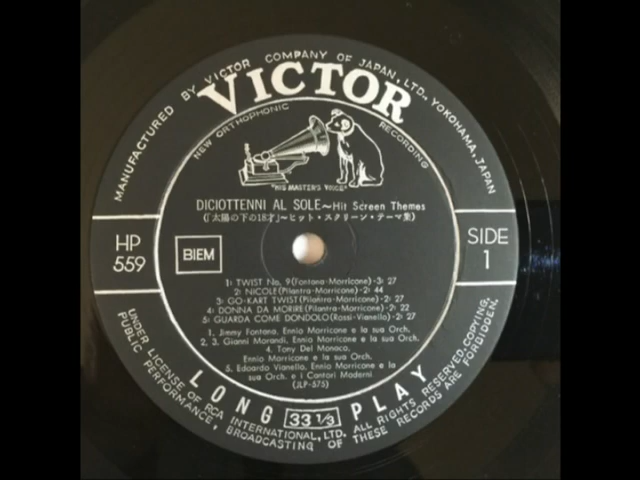 MANUFACTURED BY VICTOR COMPANY OF JAPAN, LTD., YOKOHAMA, JAPAN
VICTOR
NEW ORTHOPHONIC RECORDING
"HIS MASTER'S VOICE"
DICIOTTENNI AL SOLE~Hit Screen Themes
(「太陽の下の18才」~ヒット・スクリーン・テーマ集)
HP
559
BIEM
SIDE
1
1: TWIST No. 9(Fontana-Morricone)-3: 27
2: NICOLE(Pilantra-Morricone)-2: 44
3: GO-KART TWIST(Pilantra-Morricone)-2: 27
4: DONNA DA MORIRE(Pilantra-Morricone)-2: 22
5: GUARDA COME DONDOLO(Rossi-Vianello)-2: 27
1. Jimmy Fontana, Ennio Morricone e la sua Orch.
2. 3. Gianni Morandi, Ennio Morricone e la sua Orch.
4. Tony Del Monaco,
Ennio Morricone e la sua Orch.
5. Edoardo Vianello, Ennio Morricone e la
sua Orch. e i Cantori Moderni
(JLP-575)
LONG 33 1/3 PLAY
UNDER LICENSE OF RCA INTERNATIONAL, LTD. ALL RIGHTS RESERVED, COPYING,
PUBLIC PERFORMANCE, BROADCASTING OF THESE RECORDS ARE FORBIDDEN.